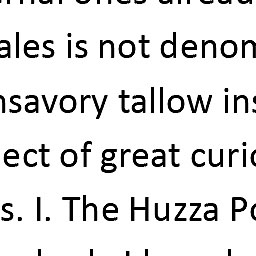 ales is not denom
nsavory tallow ins
ect of great curio
s. I. The Huzza Po